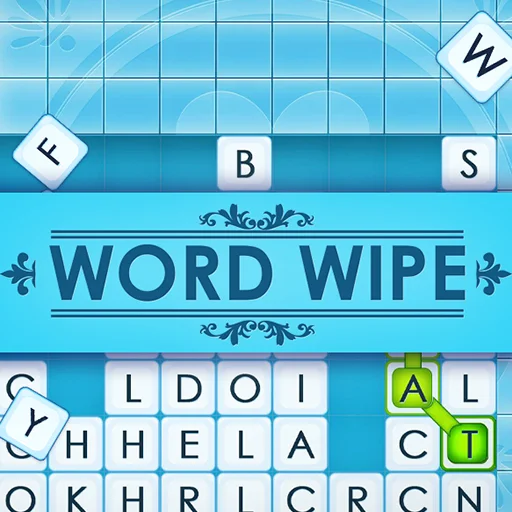 W
F B S
WORD WIPE
L D O I A L
Y H H E L A C T
O K H R L C R C N